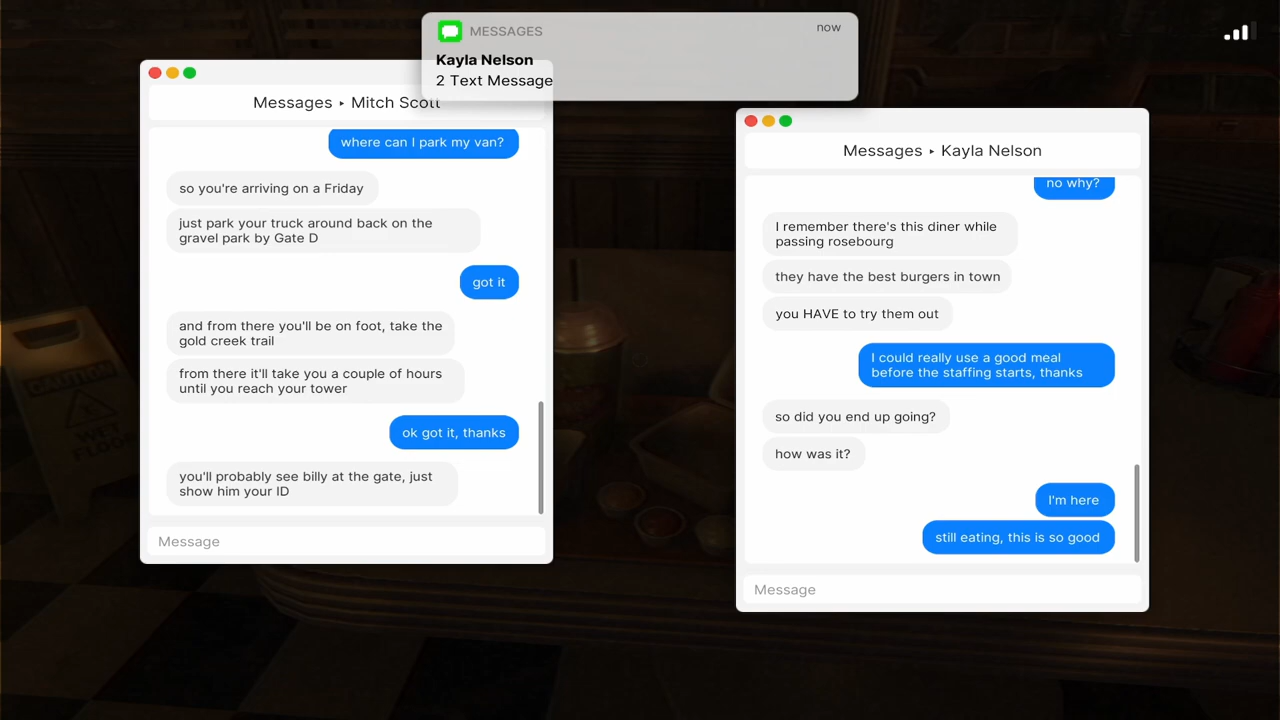 MESSAGES
now
Kayla Nelson
2 Text Message
Messages ▸ Mitch Scott
where can I park my van?
so you're arriving on a Friday
just park your truck around back on the
gravel park by Gate D
got it
and from there you'll be on foot, take the
gold creek trail
from there it'll take you a couple of hours
until you reach your tower
ok got it, thanks
you'll probably see billy at the gate, just
show him your ID
Message
Messages ▸ Kayla Nelson
no why?
I remember there's this diner while
passing rosebourg
they have the best burgers in town
you HAVE to try them out
I could really use a good meal
before the staffing starts, thanks
so did you end up going?
how was it?
I'm here
still eating, this is so good
Message
CAUTION
WET
FLOOR